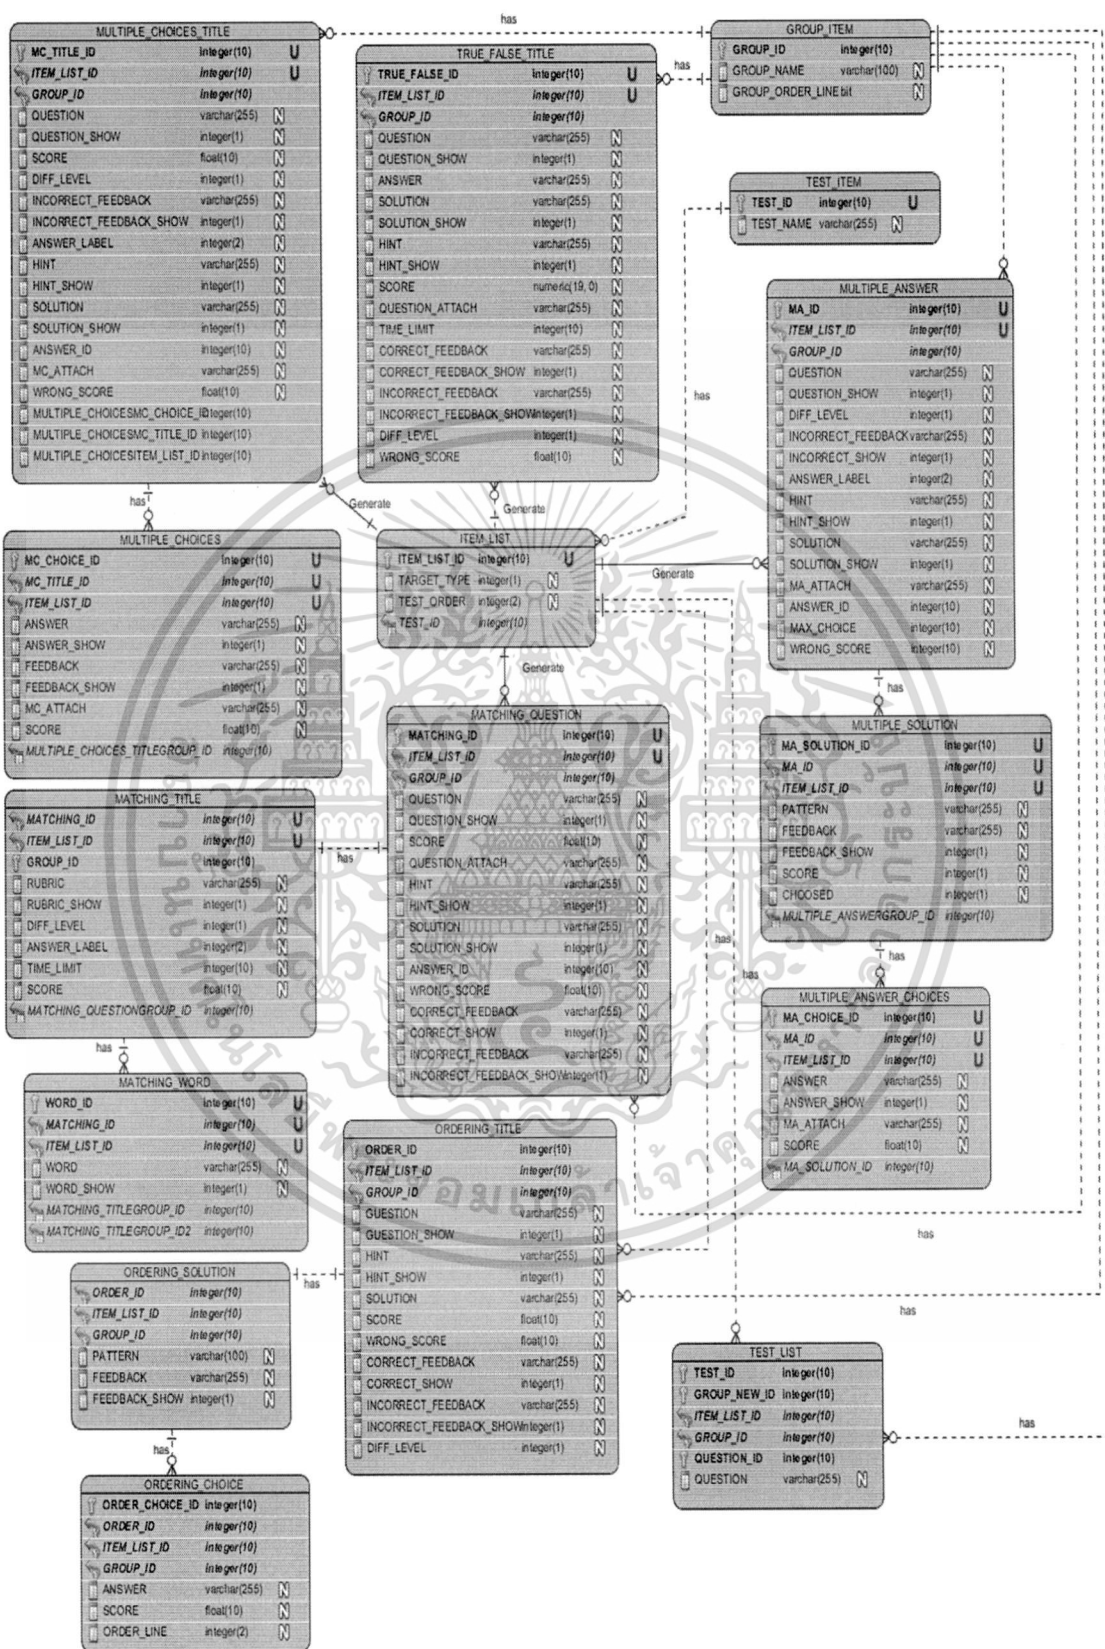 has
MULTIPLE_CHOICES_TITLE
MC_TITLE_ID integer(10) U
ITEM_LIST_ID integer(10) U
GROUP_ID integer(10)
QUESTION varchar(255) N
QUESTION_SHOW integer(1) N
SCORE float(10) N
DIFF_LEVEL integer(1) N
INCORRECT_FEEDBACK varchar(255) N
INCORRECT_FEEDBACK_SHOW integer(1) N
ANSWER_LABEL integer(2) N
HINT varchar(255) N
HINT_SHOW integer(1) N
SOLUTION varchar(255) N
SOLUTION_SHOW integer(1) N
ANSWER_ID integer(10) N
MC_ATTACH varchar(255) N
WRONG_SCORE float(10) N
MULTIPLE_CHOICESMC_CHOICE_ID integer(10)
MULTIPLE_CHOICESMC_TITLE_ID integer(10)
MULTIPLE_CHOICESITEM_LIST_ID integer(10)
TRUE_FALSE_TITLE
TRUE_FALSE_ID integer(10) U
ITEM_LIST_ID integer(10) U
GROUP_ID integer(10)
QUESTION varchar(255) N
QUESTION_SHOW integer(1) N
ANSWER varchar(255) N
SOLUTION varchar(255) N
SOLUTION_SHOW integer(1) N
HINT varchar(255) N
HINT_SHOW integer(1) N
SCORE numeric(19, 0) N
QUESTION_ATTACH varchar(255) N
TIME_LIMIT integer(10) N
CORRECT_FEEDBACK varchar(255) N
CORRECT_FEEDBACK_SHOW integer(1) N
INCORRECT_FEEDBACK varchar(255) N
INCORRECT_FEEDBACK_SHOWinteger(1) N
DIFF_LEVEL integer(1) N
WRONG_SCORE float(10) N
has
GROUP_ITEM
GROUP_ID integer(10)
GROUP_NAME varchar(100) N
GROUP_ORDER_LINE bit N
TEST_ITEM
TEST_ID integer(10) U
TEST_NAME varchar(255) N
has
MULTIPLE_ANSWER
MA_ID integer(10) U
ITEM_LIST_ID integer(10) U
GROUP_ID integer(10)
QUESTION varchar(255) N
QUESTION_SHOW integer(1) N
DIFF_LEVEL integer(1) N
INCORRECT_FEEDBACK varchar(255) N
INCORRECT_SHOW integer(1) N
ANSWER_LABEL integer(2) N
HINT varchar(255) N
HINT_SHOW integer(1) N
SOLUTION varchar(255) N
SOLUTION_SHOW integer(1) N
MA_ATTACH varchar(255) N
ANSWER_ID integer(10) N
MAX_CHOICE integer(10) N
WRONG_SCORE integer(10) N
has
Generate
Generate
MULTIPLE_CHOICES
MC_CHOICE_ID integer(10) U
MC_TITLE_ID integer(10) U
ITEM_LIST_ID integer(10) U
ANSWER varchar(255) N
ANSWER_SHOW integer(1) N
FEEDBACK varchar(255) N
FEEDBACK_SHOW integer(1) N
MC_ATTACH varchar(255) N
SCORE float(10) N
MULTIPLE_CHOICES_TITLEGROUP_ID integer(10)
ITEM_LIST
ITEM_LIST_ID integer(10) U
TARGET_TYPE integer(1) N
TEST_ORDER integer(2) N
TEST_ID integer(10)
Generate
Generate
has
MATCHING_QUESTION
MATCHING_ID integer(10) U
ITEM_LIST_ID integer(10) U
GROUP_ID integer(10)
QUESTION varchar(255) N
QUESTION_SHOW integer(1) N
SCORE float(10) N
QUESTION_ATTACH varchar(255) N
HINT varchar(255) N
HINT_SHOW integer(1) N
SOLUTION varchar(255) N
SOLUTION_SHOW integer(1) N
ANSWER_ID integer(10) N
WRONG_SCORE float(10) N
CORRECT_FEEDBACK varchar(255) N
CORRECT_SHOW integer(1) N
INCORRECT_FEEDBACK varchar(255) N
INCORRECT_FEEDBACK_SHOWinteger(1) N
MULTIPLE_SOLUTION
MA_SOLUTION_ID integer(10) U
MA_ID integer(10) U
ITEM_LIST_ID integer(10) U
PATTERN varchar(255) N
FEEDBACK varchar(255) N
FEEDBACK_SHOW integer(1) N
SCORE integer(1) N
CHOOSED integer(1) N
MULTIPLE_ANSWERGROUP_ID integer(10)
MATCHING_TITLE
MATCHING_ID integer(10) U
ITEM_LIST_ID integer(10) U
GROUP_ID integer(10)
RUBRIC varchar(255) N
RUBRIC_SHOW integer(1) N
DIFF_LEVEL integer(1) N
ANSWER_LABEL integer(2) N
TIME_LIMIT integer(10) N
SCORE float(10) N
MATCHING_QUESTIONGROUP_ID integer(10)
has
has
has
has
has
MULTIPLE_ANSWER_CHOICES
MA_CHOICE_ID integer(10) U
MA_ID integer(10) U
ITEM_LIST_ID integer(10) U
ANSWER varchar(255) N
ANSWER_SHOW integer(1) N
MA_ATTACH varchar(255) N
SCORE float(10) N
MA_SOLUTION_ID integer(10)
MATCHING_WORD
WORD_ID integer(10) U
MATCHING_ID integer(10) U
ITEM_LIST_ID integer(10) U
WORD varchar(255) N
WORD_SHOW integer(1) N
MATCHING_TITLEGROUP_ID integer(10)
MATCHING_TITLEGROUP_ID2 integer(10)
ORDERING_TITLE
ORDER_ID integer(10)
ITEM_LIST_ID integer(10)
GROUP_ID integer(10)
GUESTION varchar(255) N
GUESTION_SHOW integer(1) N
HINT varchar(255) N
HINT_SHOW integer(1) N
SOLUTION varchar(255) N
SCORE float(10) N
WRONG_SCORE float(10) N
CORRECT_FEEDBACK varchar(255) N
CORRECT_SHOW integer(1) N
INCORRECT_FEEDBACK varchar(255) N
INCORRECT_FEEDBACK_SHOWinteger(1) N
DIFF_LEVEL integer(1) N
has
has
ORDERING_SOLUTION
ORDER_ID integer(10)
ITEM_LIST_ID integer(10)
GROUP_ID integer(10)
PATTERN varchar(100) N
FEEDBACK varchar(255) N
FEEDBACK_SHOW integer(1) N
has
has
TEST_LIST
TEST_ID integer(10)
GROUP_NEW_ID integer(10)
ITEM_LIST_ID integer(10)
GROUP_ID integer(10)
QUESTION_ID integer(10)
QUESTION varchar(255) N
has
ORDERING_CHOICE
ORDER_CHOICE_ID integer(10)
ORDER_ID integer(10)
ITEM_LIST_ID integer(10)
GROUP_ID integer(10)
ANSWER varchar(255) N
SCORE float(10) N
ORDER_LINE integer(2) N